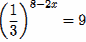 (1/3)^{8−2x} = 9